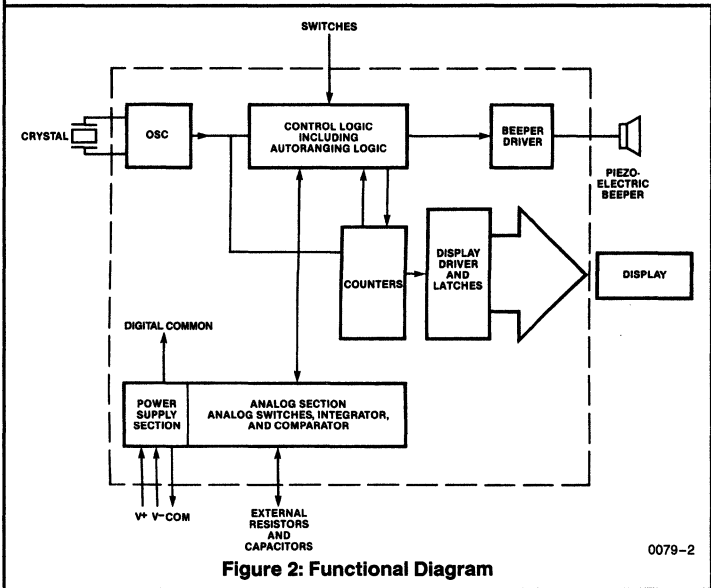 SWITCHES
CRYSTAL
OSC
CONTROL LOGIC
INCLUDING
AUTORANGING LOGIC
BEEPER
DRIVER
PIEZO-
ELECTRIC
BEEPER
COUNTERS
DISPLAY
DRIVER
AND
LATCHES
DISPLAY
DIGITAL COMMON
POWER
SUPPLY
SECTION
ANALOG SECTION
ANALOG SWITCHES, INTEGRATOR,
AND COMPARATOR
V+ V- COM
EXTERNAL
RESISTORS
AND
CAPACITORS
0079-2
Figure 2: Functional Diagram